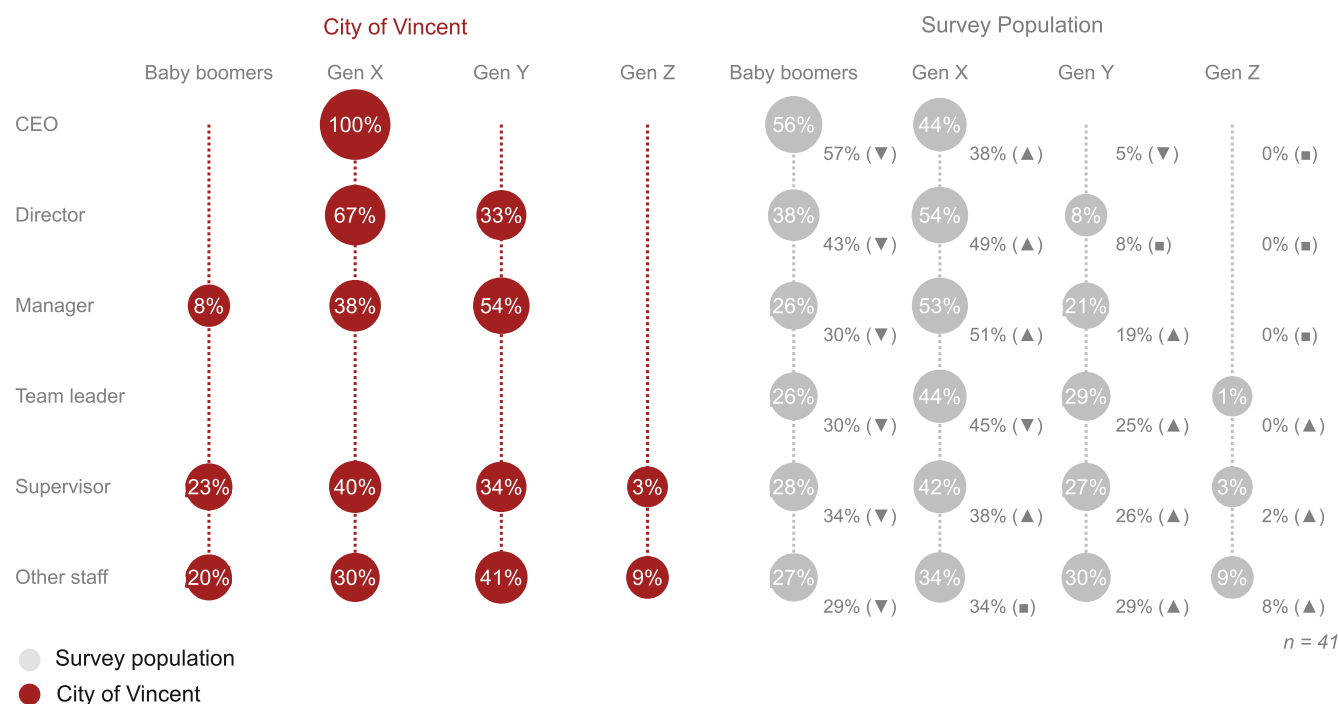 City of Vincent
Survey Population
Baby boomers Gen X Gen Y Gen Z Baby boomers Gen X Gen Y Gen Z
CEO 100% 56% 44%
57% (▼) 38% (▲) 5% (▼) 0% (■)
Director 67% 33% 38% 54% 8%
43% (▼) 49% (▲) 8% (■) 0% (■)
Manager 8% 38% 54% 26% 53% 21%
30% (▼) 51% (▲) 19% (▲) 0% (■)
Team leader 26% 44% 29% 1%
30% (▼) 45% (▼) 25% (▲) 0% (▲)
Supervisor 23% 40% 34% 3% 28% 42% 27% 3%
34% (▼) 38% (▲) 26% (▲) 2% (▲)
Other staff 20% 30% 41% 9% 27% 34% 30% 9%
29% (▼) 34% (■) 29% (▲) 8% (▲)
n = 41
Survey population
City of Vincent